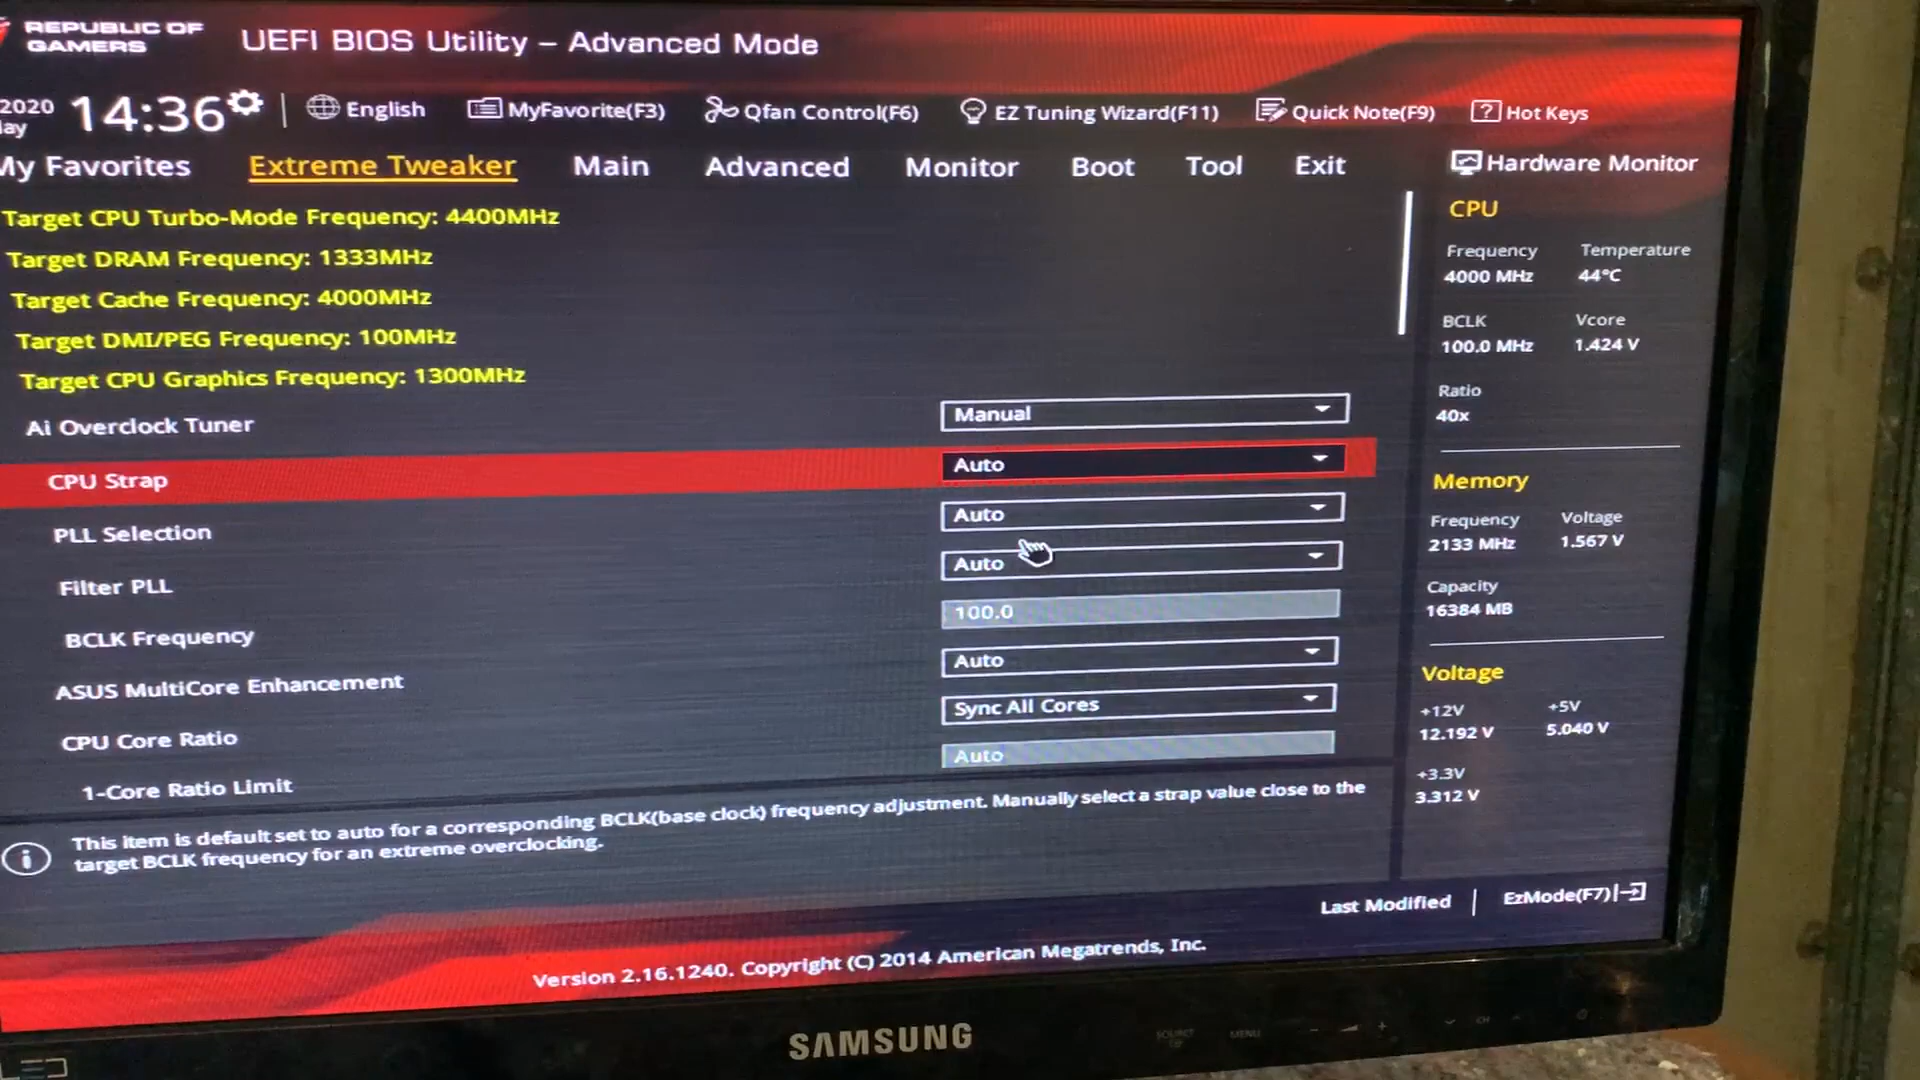 REPUBLIC OF
GAMERS
UEFI BIOS Utility – Advanced Mode
2020
14:36
English
MyFavorite(F3)
Qfan Control(F6)
EZ Tuning Wizard(F11)
Quick Note(F9)
? Hot Keys
My Favorites
Extreme Tweaker
Main
Advanced
Monitor
Boot
Tool
Exit
Target CPU Turbo-Mode Frequency: 4400MHz
Target DRAM Frequency: 1333MHz
Target Cache Frequency: 4000MHz
Target DMI/PEG Frequency: 100MHz
Target CPU Graphics Frequency: 1300MHz
Ai Overclock Tuner
Manual
CPU Strap
Auto
PLL Selection
Auto
Filter PLL
Auto
BCLK Frequency
100.0
ASUS MultiCore Enhancement
Auto
CPU Core Ratio
Sync All Cores
1-Core Ratio Limit
Auto
This item is default set to auto for a corresponding BCLK(base clock) frequency adjustment. Manually select a strap value close to the
target BCLK frequency for an extreme overclocking.
Hardware Monitor
CPU
Frequency Temperature
4000 MHz 44°C
BCLK Vcore
100.0 MHz 1.424 V
Ratio
40x
Memory
Frequency Voltage
2133 MHz 1.567 V
Capacity
16384 MB
Voltage
+12V +5V
12.192 V 5.040 V
+3.3V
3.312 V
Last Modified
EzMode(F7)
Version 2.16.1240. Copyright (C) 2014 American Megatrends, Inc.
SAMSUNG
SOURCE
MENU
CH